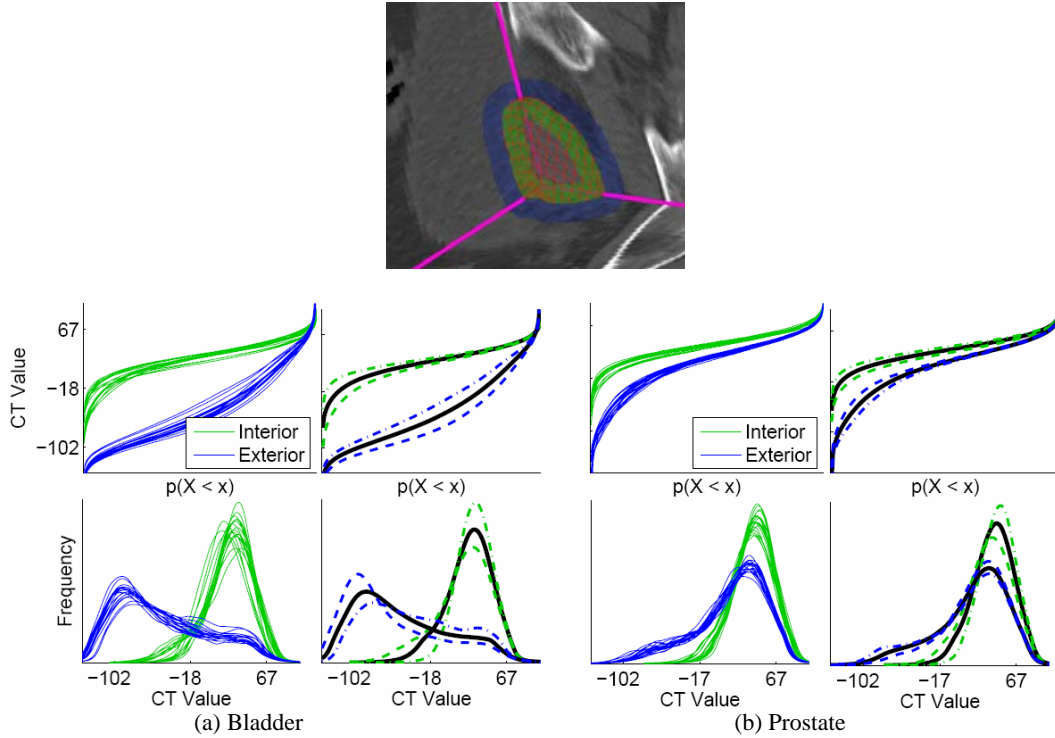 67
−18
−102
CT Value
Interior
Exterior
Interior
Exterior
p(X < x)
p(X < x)
p(X < x)
p(X < x)
Frequency
−102 −18 67
−102 −18 67
−102 −17 67
−102 −17 67
CT Value
CT Value
CT Value
CT Value
(a) Bladder
(b) Prostate